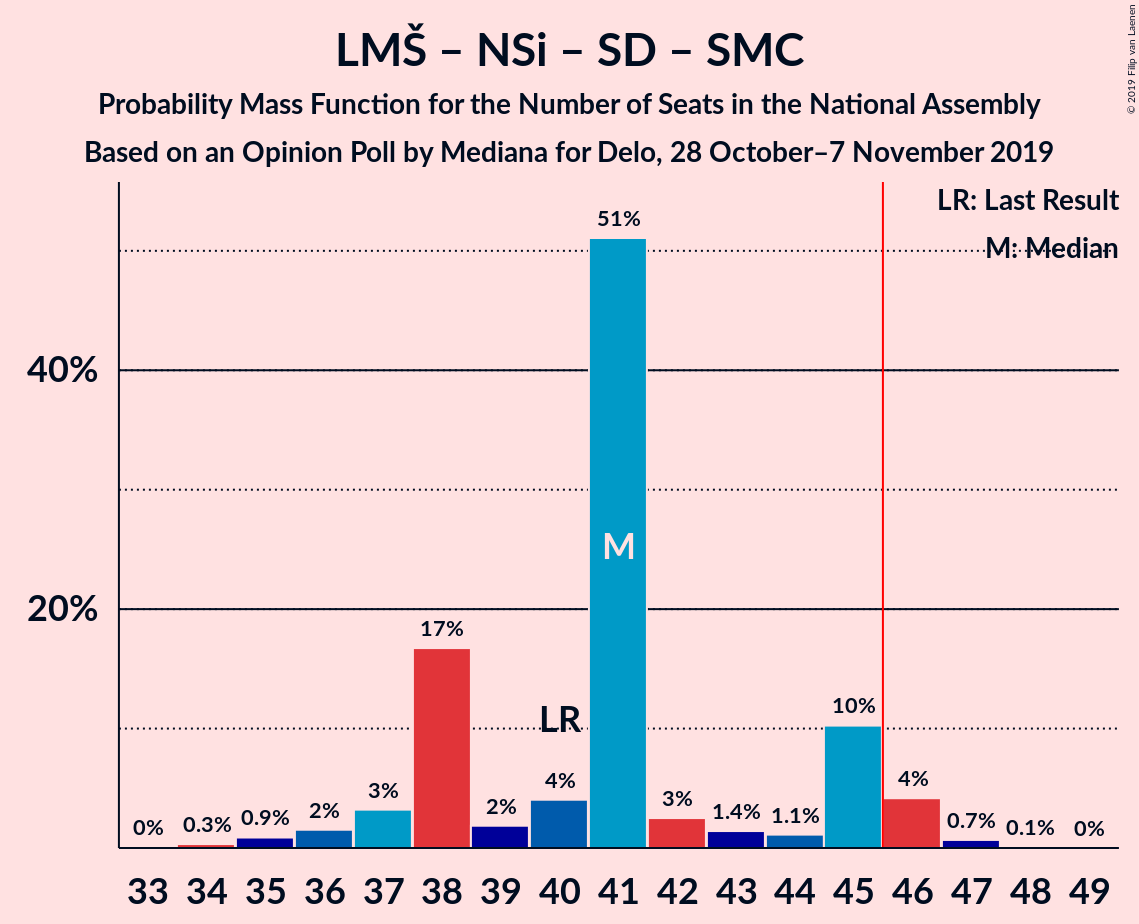 LMŠ – NSi – SD – SMC
Probability Mass Function for the Number of Seats in the National Assembly
Based on an Opinion Poll by Mediana for Delo, 28 October–7 November 2019
© 2019 Filip van Laenen
LR: Last Result
M: Median
40%
20%
0% 0.3% 0.9% 2% 3% 17% 2% 4% 51% 3% 1.4% 1.1% 10% 4% 0.7% 0.1% 0%
LR
M
33 34 35 36 37 38 39 40 41 42 43 44 45 46 47 48 49